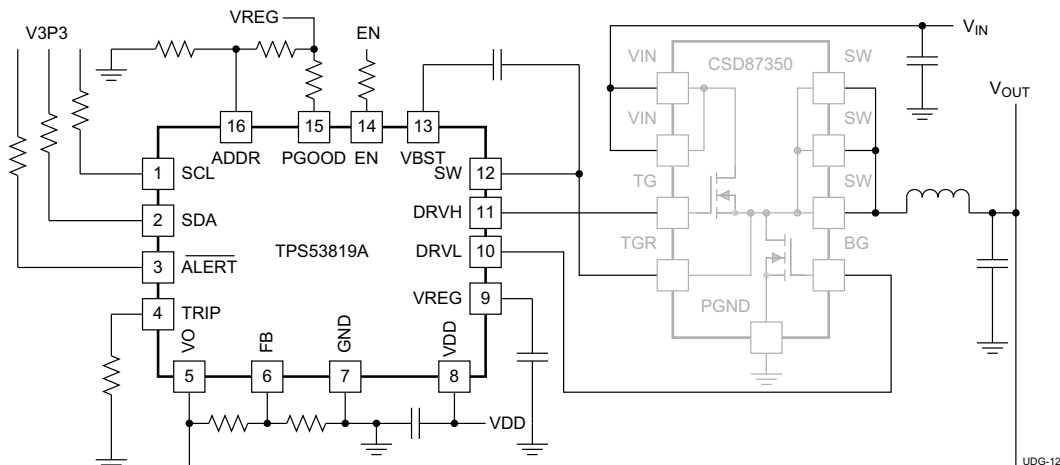 VREG
V3P3
EN
VIN
CSD87350
SW
V_IN
V_OUT
16
15
14
13
ADDR
PGOOD
EN
VBST
VIN
SW
1
SCL
SW
12
TG
SW
2
SDA
DRVH
11
TPS53819A
3
ALERT
DRVL
10
TGR
BG
4
TRIP
VREG
9
PGND
VO
FB
GND
VDD
5
6
7
8
VDD
UDG-12